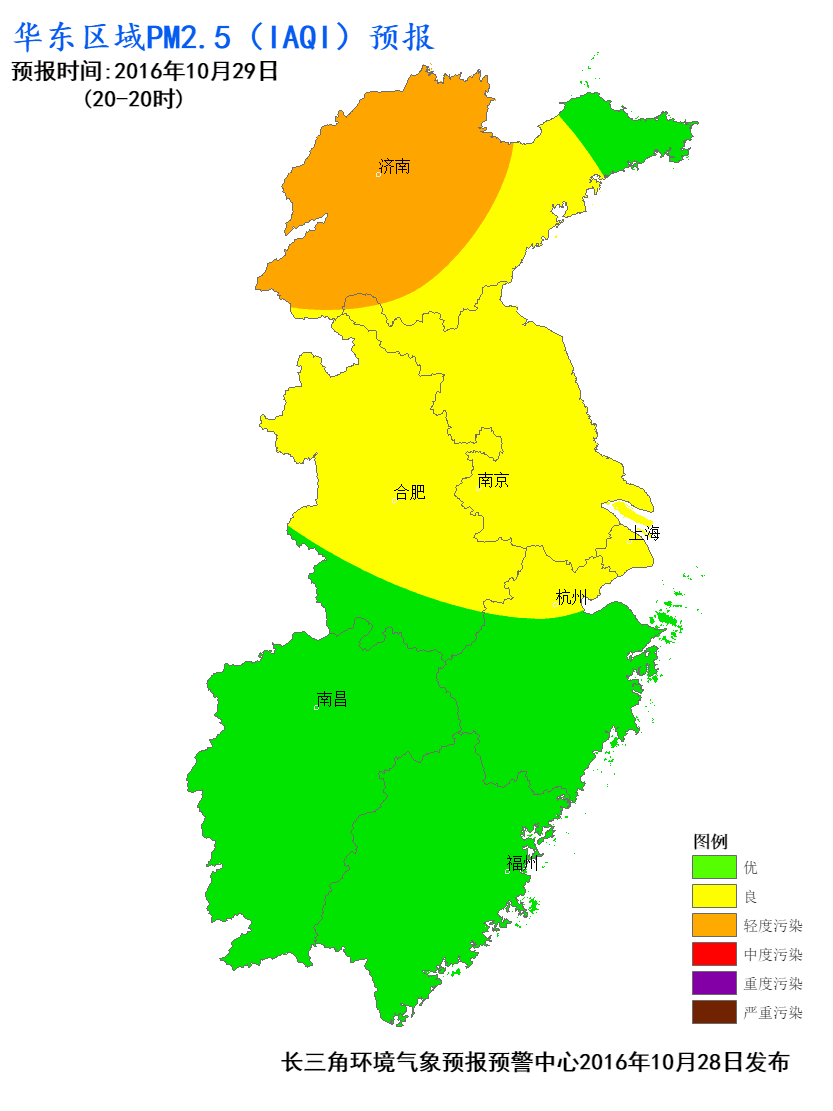 华东区域PM2.5（IAQI）预报
预报时间:2016年10月29日
(20-20时)
济南
合肥
南京
上海
杭州
南昌
福州
图例
优
良
轻度污染
中度污染
重度污染
严重污染
长三角环境气象预报预警中心2016年10月28日发布